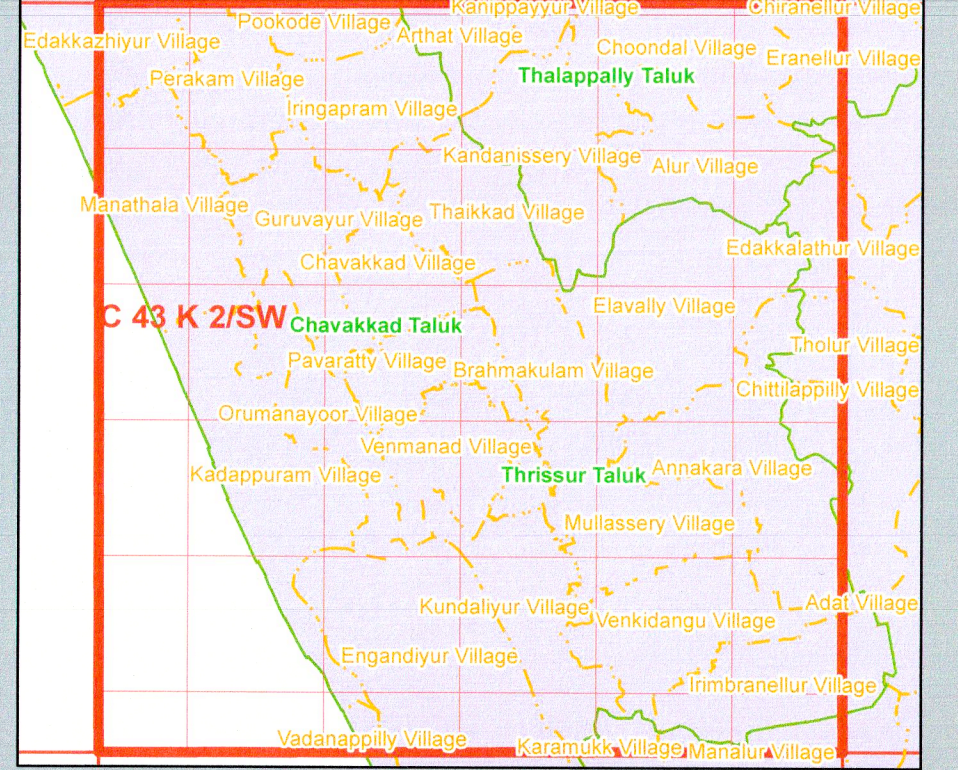 Kanippayyur Village
Chiranellur Village
Pookode Village
Arthat Village
Edakkazhiyur Village
Choondal Village
Eranellur Village
Thalappally Taluk
Perakam Village
Iringapram Village
Kandanissery Village
Alur Village
Manathala Village
Guruvayur Village
Thaikkad Village
Edakkalathur Village
Chavakkad Village
Elavally Village
C 43 K 2/SW
Chavakkad Taluk
Tholur Village
Pavaratty Village
Brahmakulam Village
Chittilappilly Village
Orumanayoor Village
Venmanad Village
Kadappuram Village
Thrissur Taluk
Annakara Village
Mullassery Village
Kundaliyur Village
Adat Village
Venkidangu Village
Engandiyur Village
Irimbranellur Village
Vadanappilly Village
Karamukk Village
Manalur Village